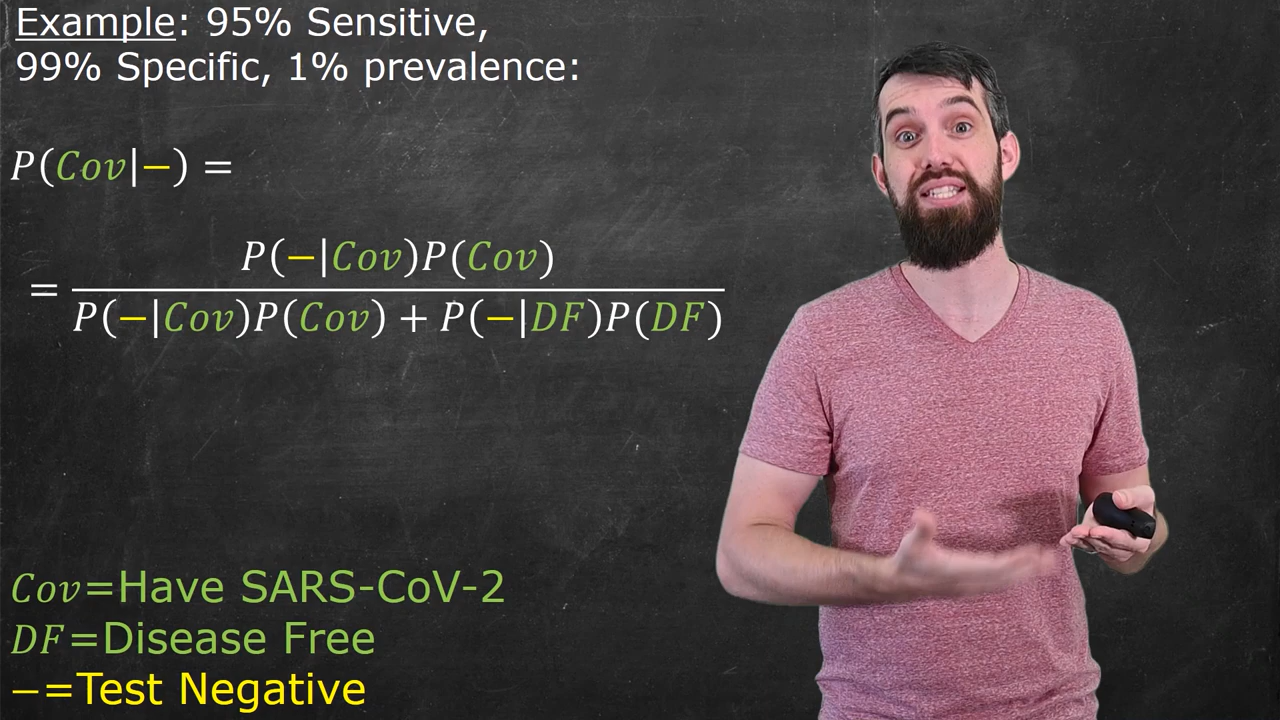 Example: 95% Sensitive,
99% Specific, 1% prevalence:
P(Cov|−) =
= P(−|Cov)P(Cov)
P(−|Cov)P(Cov) + P(−|DF)P(DF)
Cov=Have SARS-CoV-2
DF=Disease Free
−=Test Negative